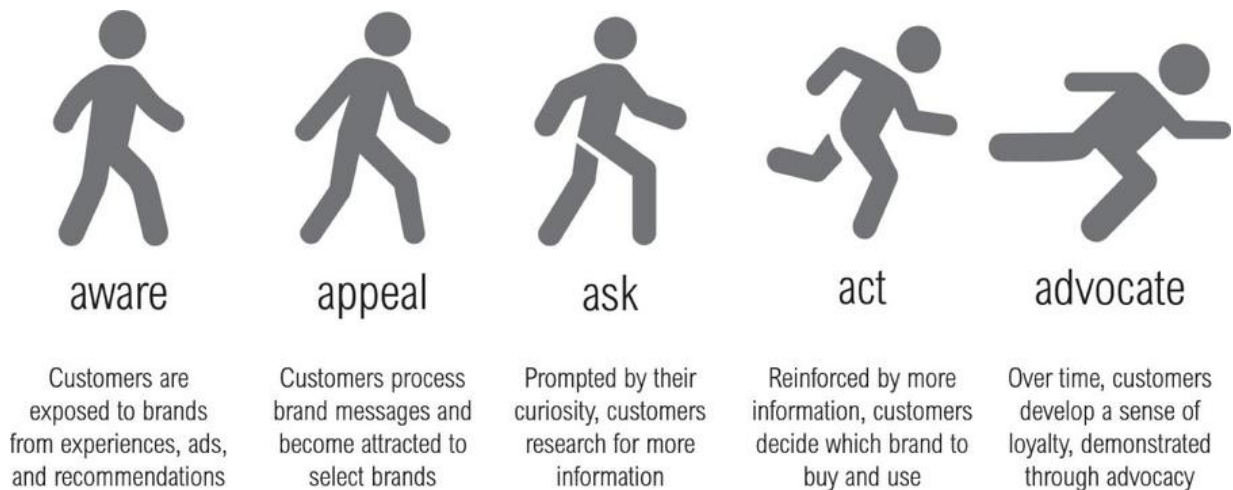 aware
Customers are
exposed to brands
from experiences, ads,
and recommendations
appeal
Customers process
brand messages and
become attracted to
select brands
ask
Prompted by their
curiosity, customers
research for more
information
act
Reinforced by more
information, customers
decide which brand to
buy and use
advocate
Over time, customers
develop a sense of
loyalty, demonstrated
through advocacy